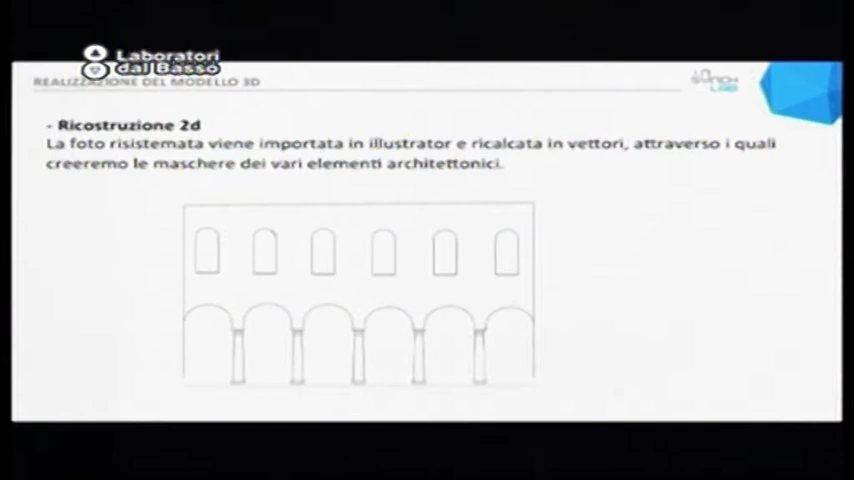 Laboratori
dal Basso
REALIZZAZIONE DEL MODELLO 3D
LAB
- Ricostruzione 2d
La foto risistemata viene importata in illustrator e ricalcata in vettori, attraverso i quali
creeremo le maschere dei vari elementi architettonici.